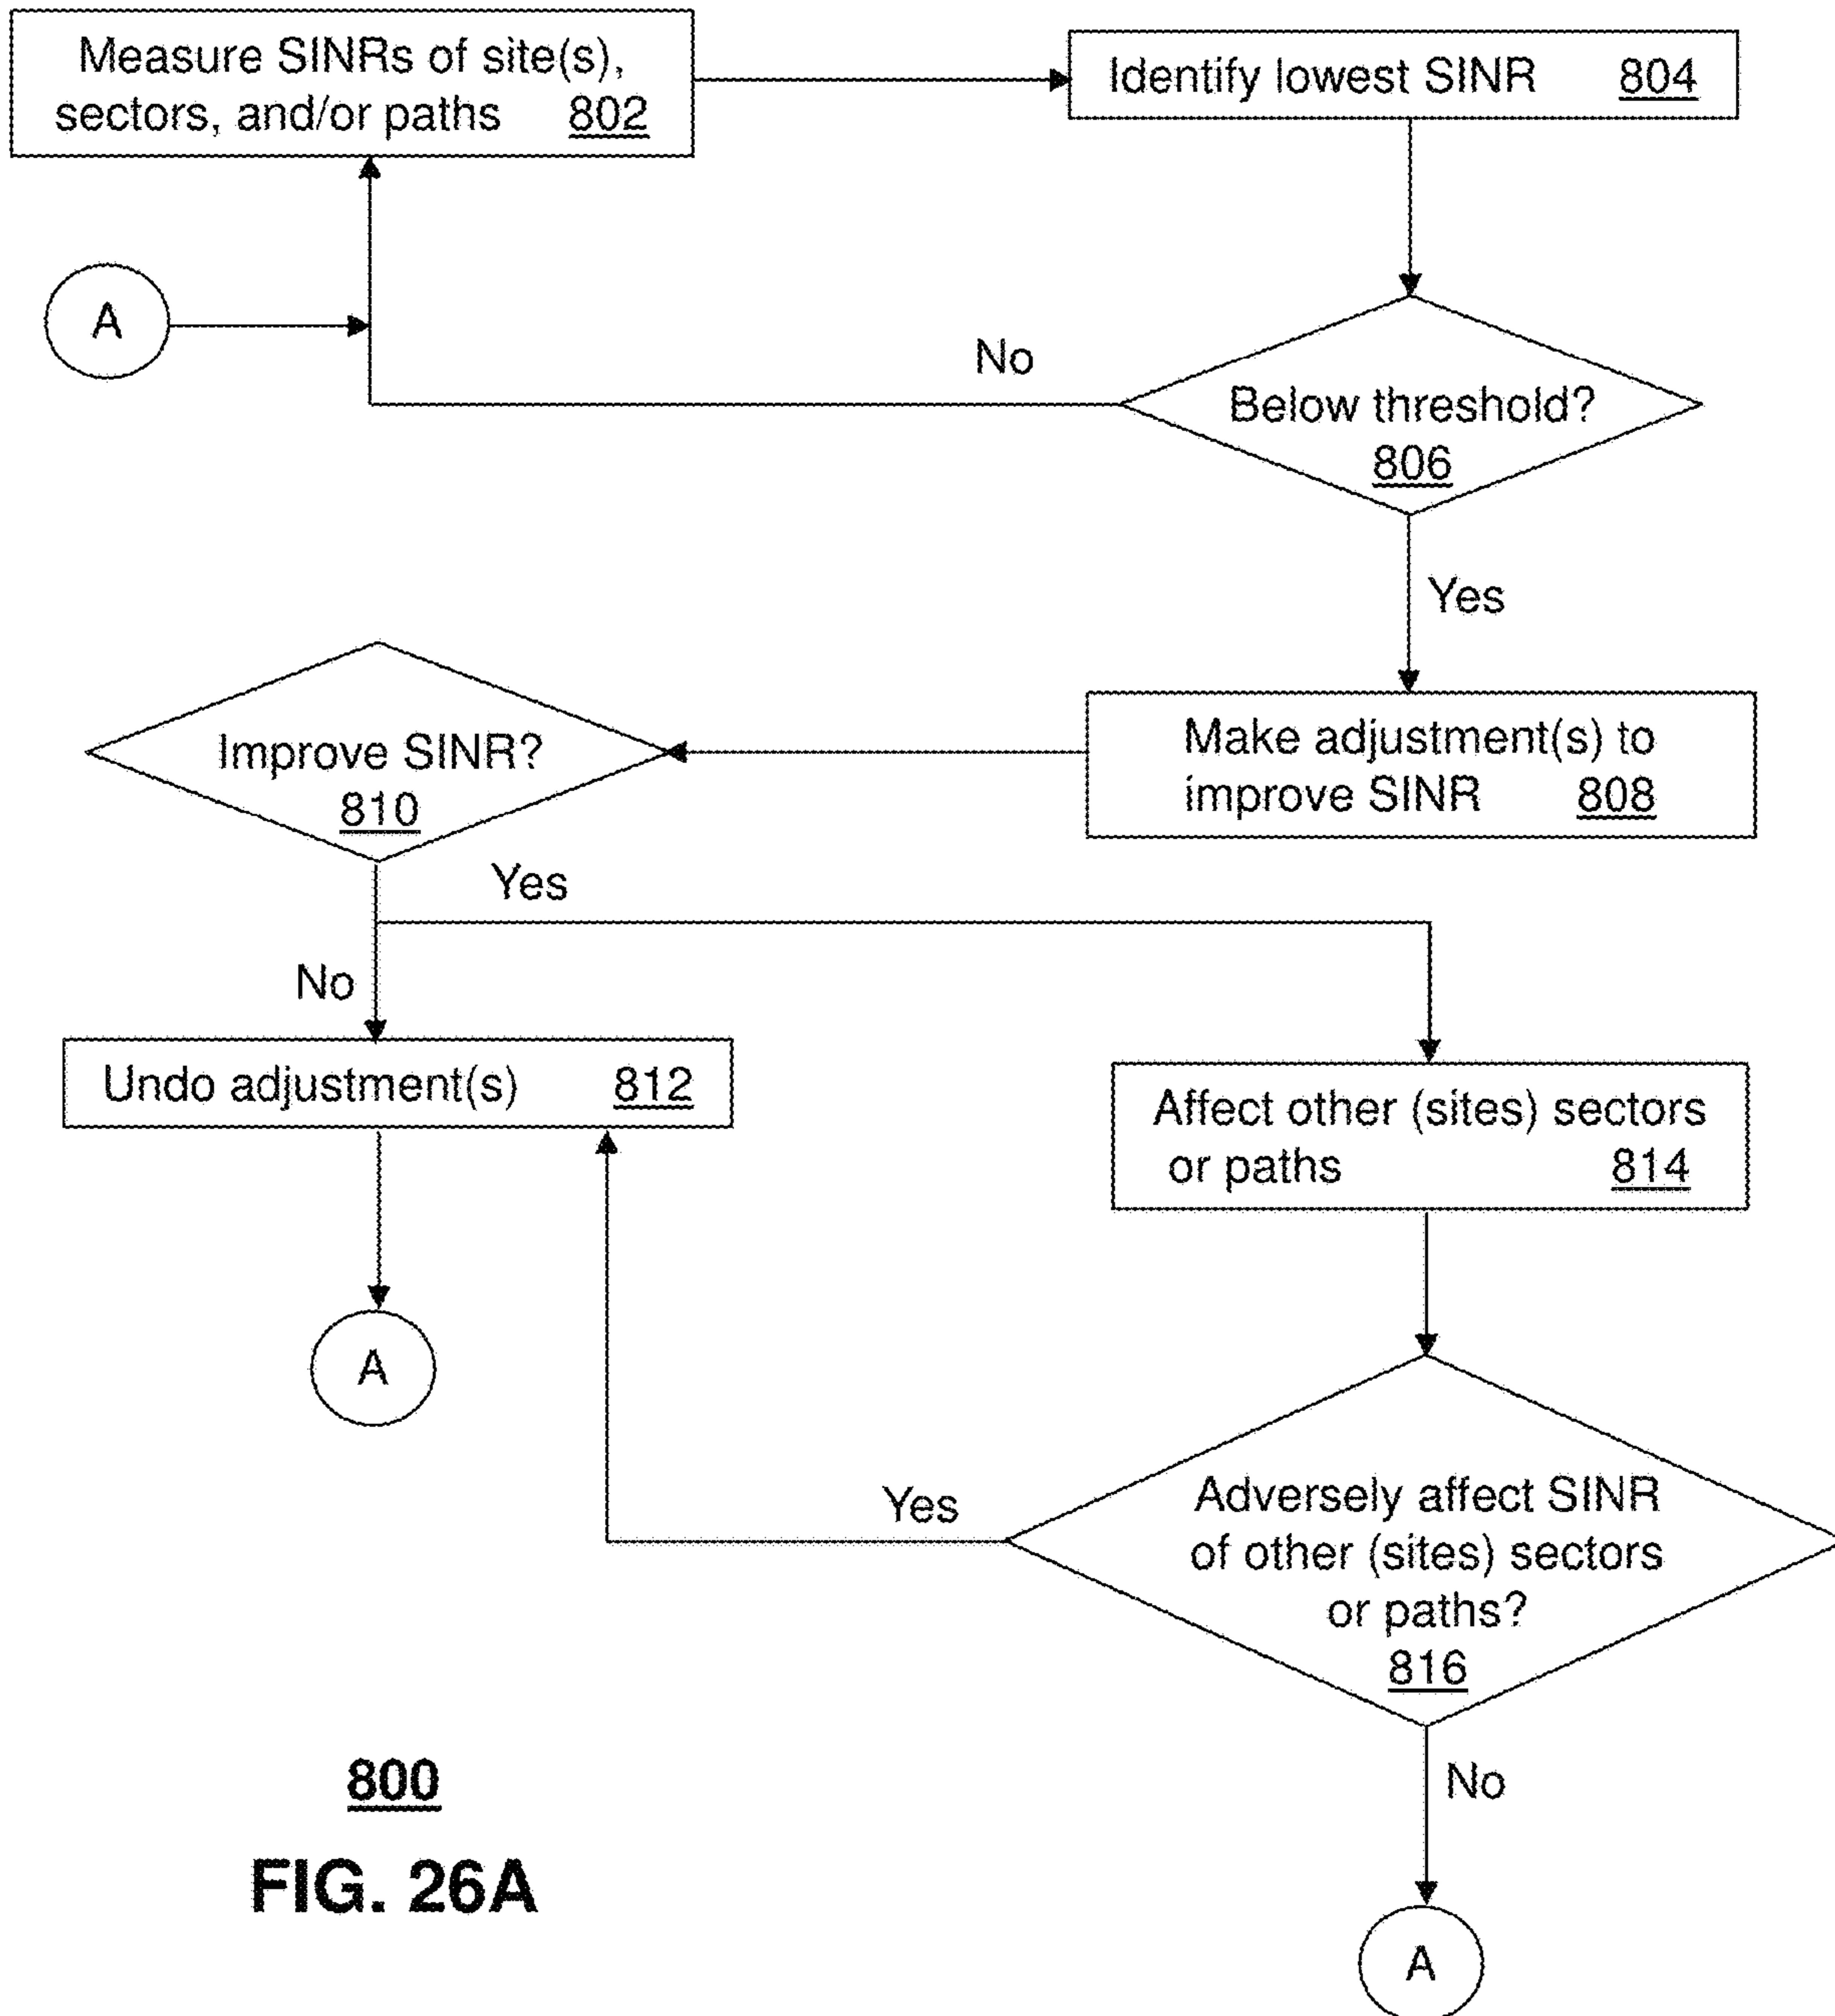 Measure SINRs of site(s),
sectors, and/or paths 802
Identify lowest SINR 804
A
No
Below threshold?
806
Yes
Improve SINR?
810
Make adjustment(s) to
improve SINR 808
Yes
No
Undo adjustment(s) 812
Affect other (sites) sectors
or paths 814
A
Yes
Adversely affect SINR
of other (sites) sectors
or paths?
816
No
800
FIG. 26A
A